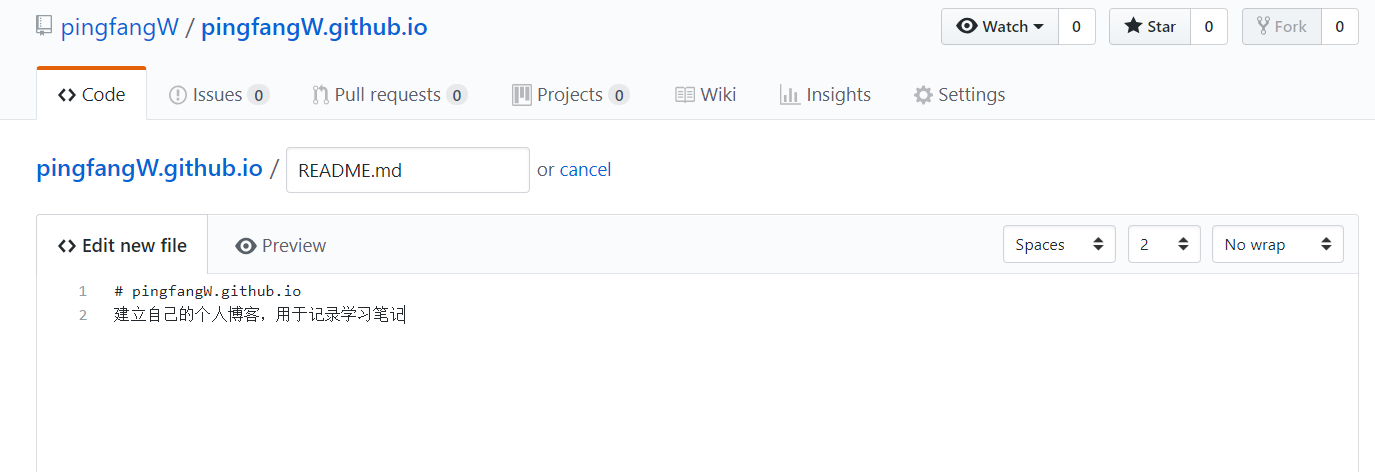 pingfangW / pingfangW.github.io
Watch 0 Star 0 Fork 0
Code Issues 0 Pull requests 0 Projects 0 Wiki Insights Settings
pingfangW.github.io / README.md or cancel
Edit new file Preview Spaces 2 No wrap
1 # pingfangW.github.io
2 建立自己的个人博客，用于记录学习笔记